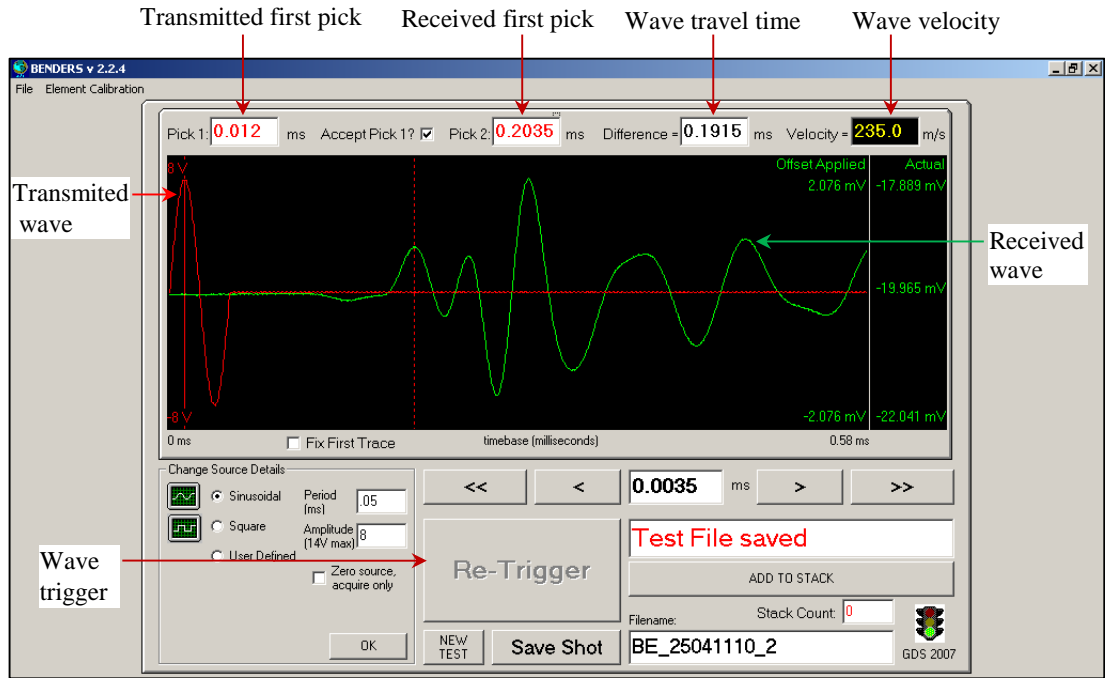 Transmitted first pick
Received first pick
Wave travel time
Wave velocity
BENDERS v 2.2.4
File Element Calibration
Pick 1: 0.012 ms Accept Pick 1? Pick 2: 0.2035 ms Difference = 0.1915 ms Velocity = 235.0 m/s
8 V
Offset Applied
Actual
2.076 mV
-17.889 mV
Transmited
wave
Received
wave
-19.965 mV
-8 V
-2.076 mV
-22.041 mV
0 ms
Fix First Trace
timebase (milliseconds)
0.58 ms
Change Source Details
Sinusoidal
Square
User Defined
Period
(ms)
.05
Amplitude
(14V max)
8
Zero source,
acquire only
OK
Wave
trigger
<<
<
0.0035 ms
>
>>
Re-Trigger
Test File saved
ADD TO STACK
Stack Count: 0
Filename:
NEW
TEST
Save Shot
BE_25041110_2
GDS 2007